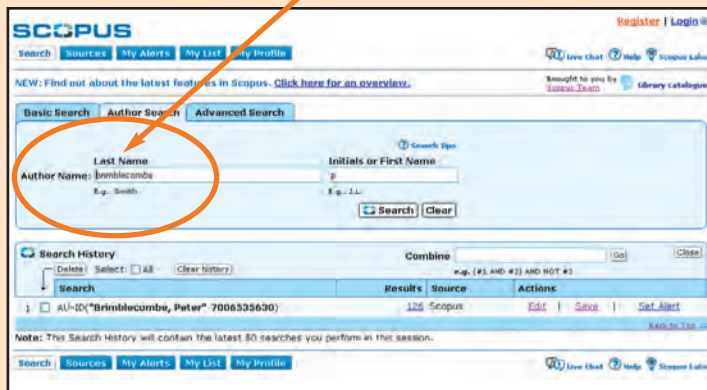 SCOPUS
Register | Login
Search Sources My Alerts My List My Profile
Live Chat Help Scopus Labs
NEW: Find out about the latest features in Scopus. Click here for an overview.
Brought to you by
Scopus Team
Library catalogue
Basic Search Author Search Advanced Search
Search Tips
Last Name Initials or First Name
Author Name: brimblecombe p
E.g., Smith E.g., J.L.
Search Clear
Search History Combine Go Close
Delete Select: All Clear history e.g. (#1 AND #2) AND NOT #3
Search Results Source Actions
1 AU-ID("Brimblecombe, Peter" 7006535630) 126 Scopus Edit | Save | Set Alert
Back to Top
Note: This Search History will contain the latest 50 searches you perform in this session.
Search Sources My Alerts My List My Profile
Live Chat Help Scopus Labs